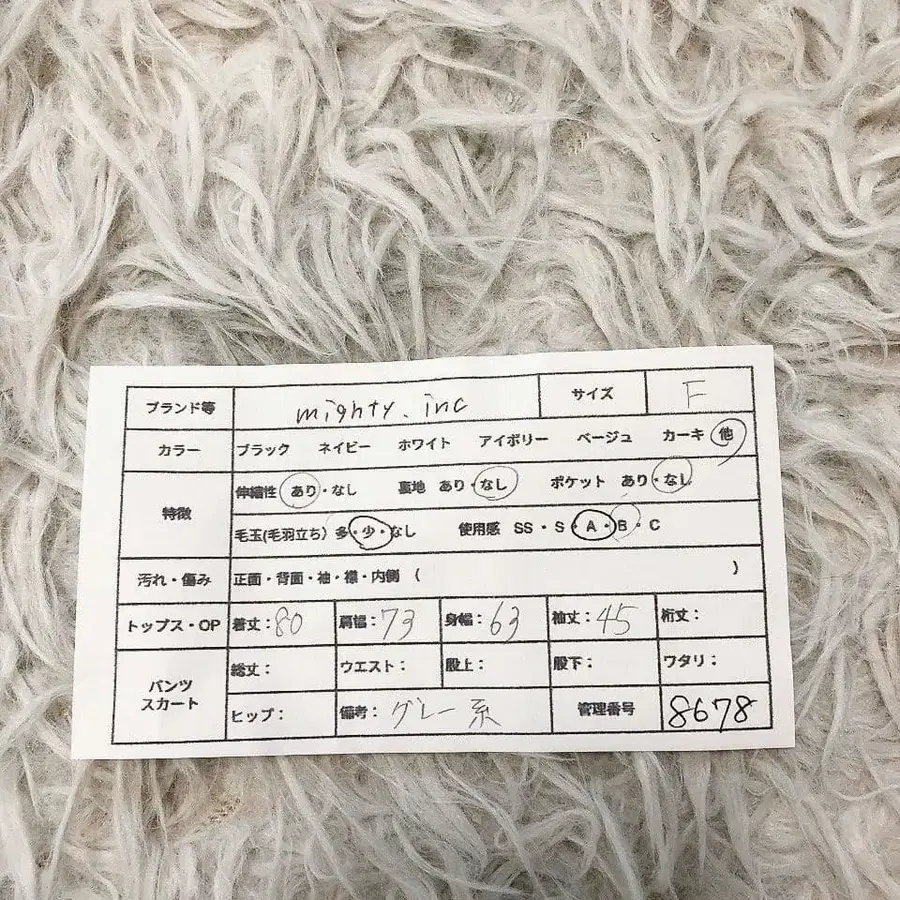 ブランド等 mighty.inc サイズ F
カラー ブラック ネイビー ホワイト アイボリー ベージュ カーキ 他
特徴 伸縮性 あり・なし 裏地 あり・なし ポケット あり・なし
毛玉(毛羽立ち) 多・少・なし 使用感 SS・S・A・B・C
汚れ・傷み 正面・背面・袖・襟・内側 ( )
トップス・OP 着丈:80 肩幅:73 身幅:63 袖丈:45 裄丈:
パンツ スカート 総丈: ウエスト: 股上: 股下: ワタリ:
ヒップ: 備考: グレー系 管理番号 8678